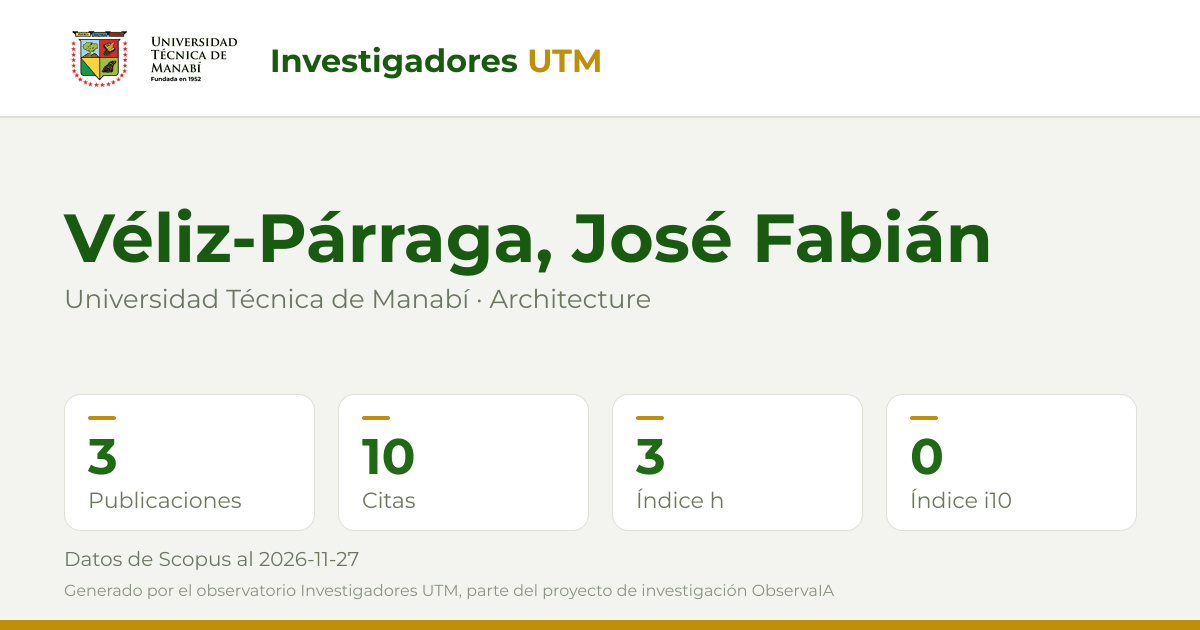 UNIVERSIDAD
TÉCNICA DE
MANABÍ
Fundada en 1952
Investigadores UTM
Véliz-Párraga, José Fabián
Universidad Técnica de Manabí · Architecture
3
Publicaciones
10
Citas
3
Índice h
0
Índice i10
Datos de Scopus al 2026-11-27
Generado por el observatorio Investigadores UTM, parte del proyecto de investigación ObservaIA